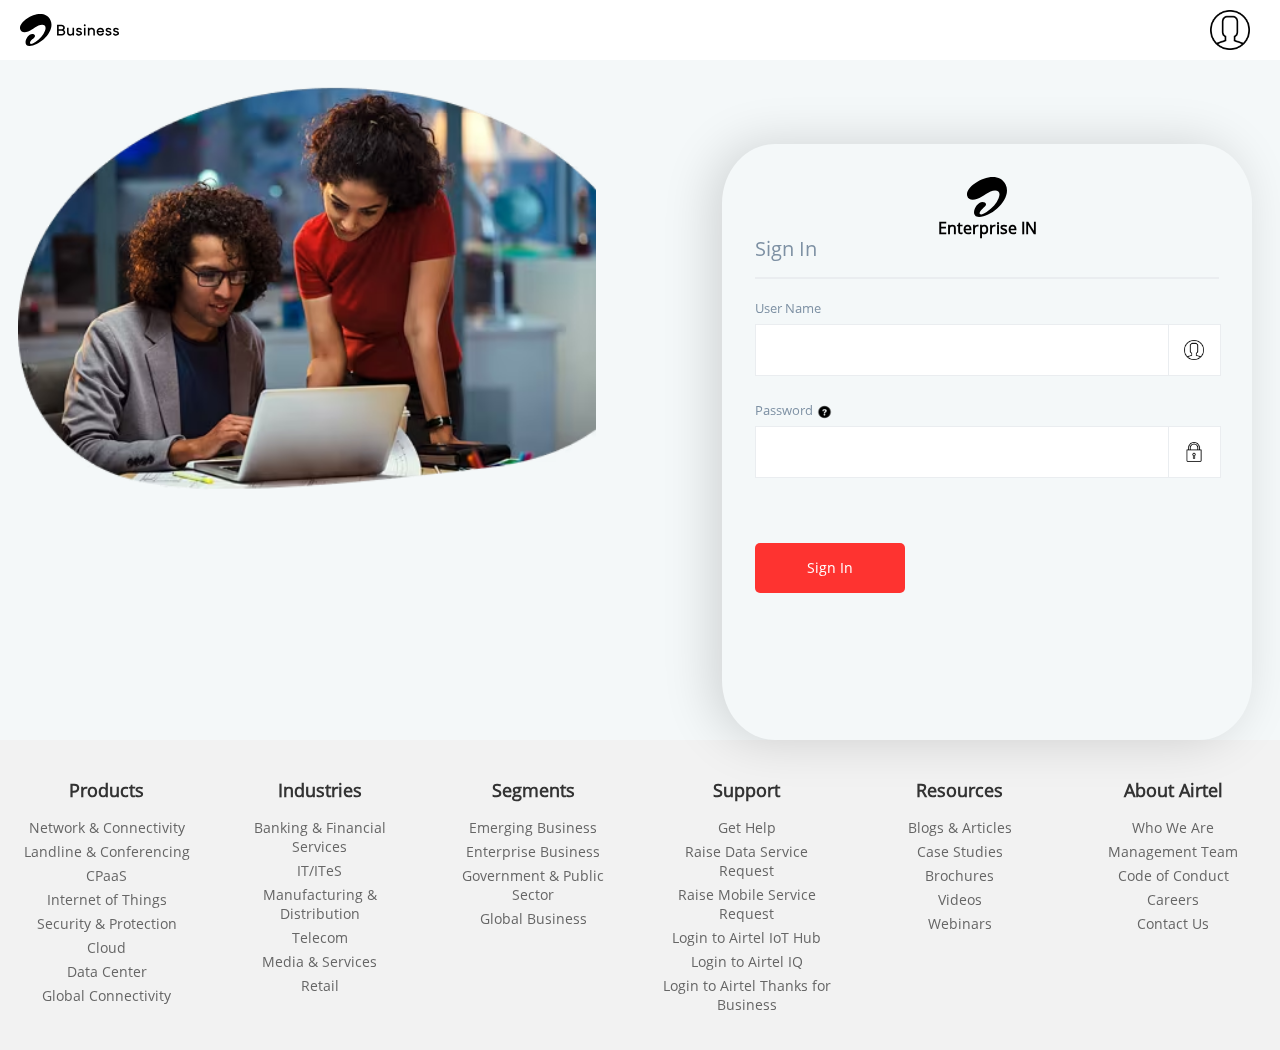 Business
Enterprise IN
Sign In
User Name
Password ?
Sign In
Products
Network & Connectivity
Landline & Conferencing
CPaaS
Internet of Things
Security & Protection
Cloud
Data Center
Global Connectivity
Industries
Banking & Financial
Services
IT/ITeS
Manufacturing &
Distribution
Telecom
Media & Services
Retail
Segments
Emerging Business
Enterprise Business
Government & Public
Sector
Global Business
Support
Get Help
Raise Data Service
Request
Raise Mobile Service
Request
Login to Airtel IoT Hub
Login to Airtel IQ
Login to Airtel Thanks for
Business
Resources
Blogs & Articles
Case Studies
Brochures
Videos
Webinars
About Airtel
Who We Are
Management Team
Code of Conduct
Careers
Contact Us